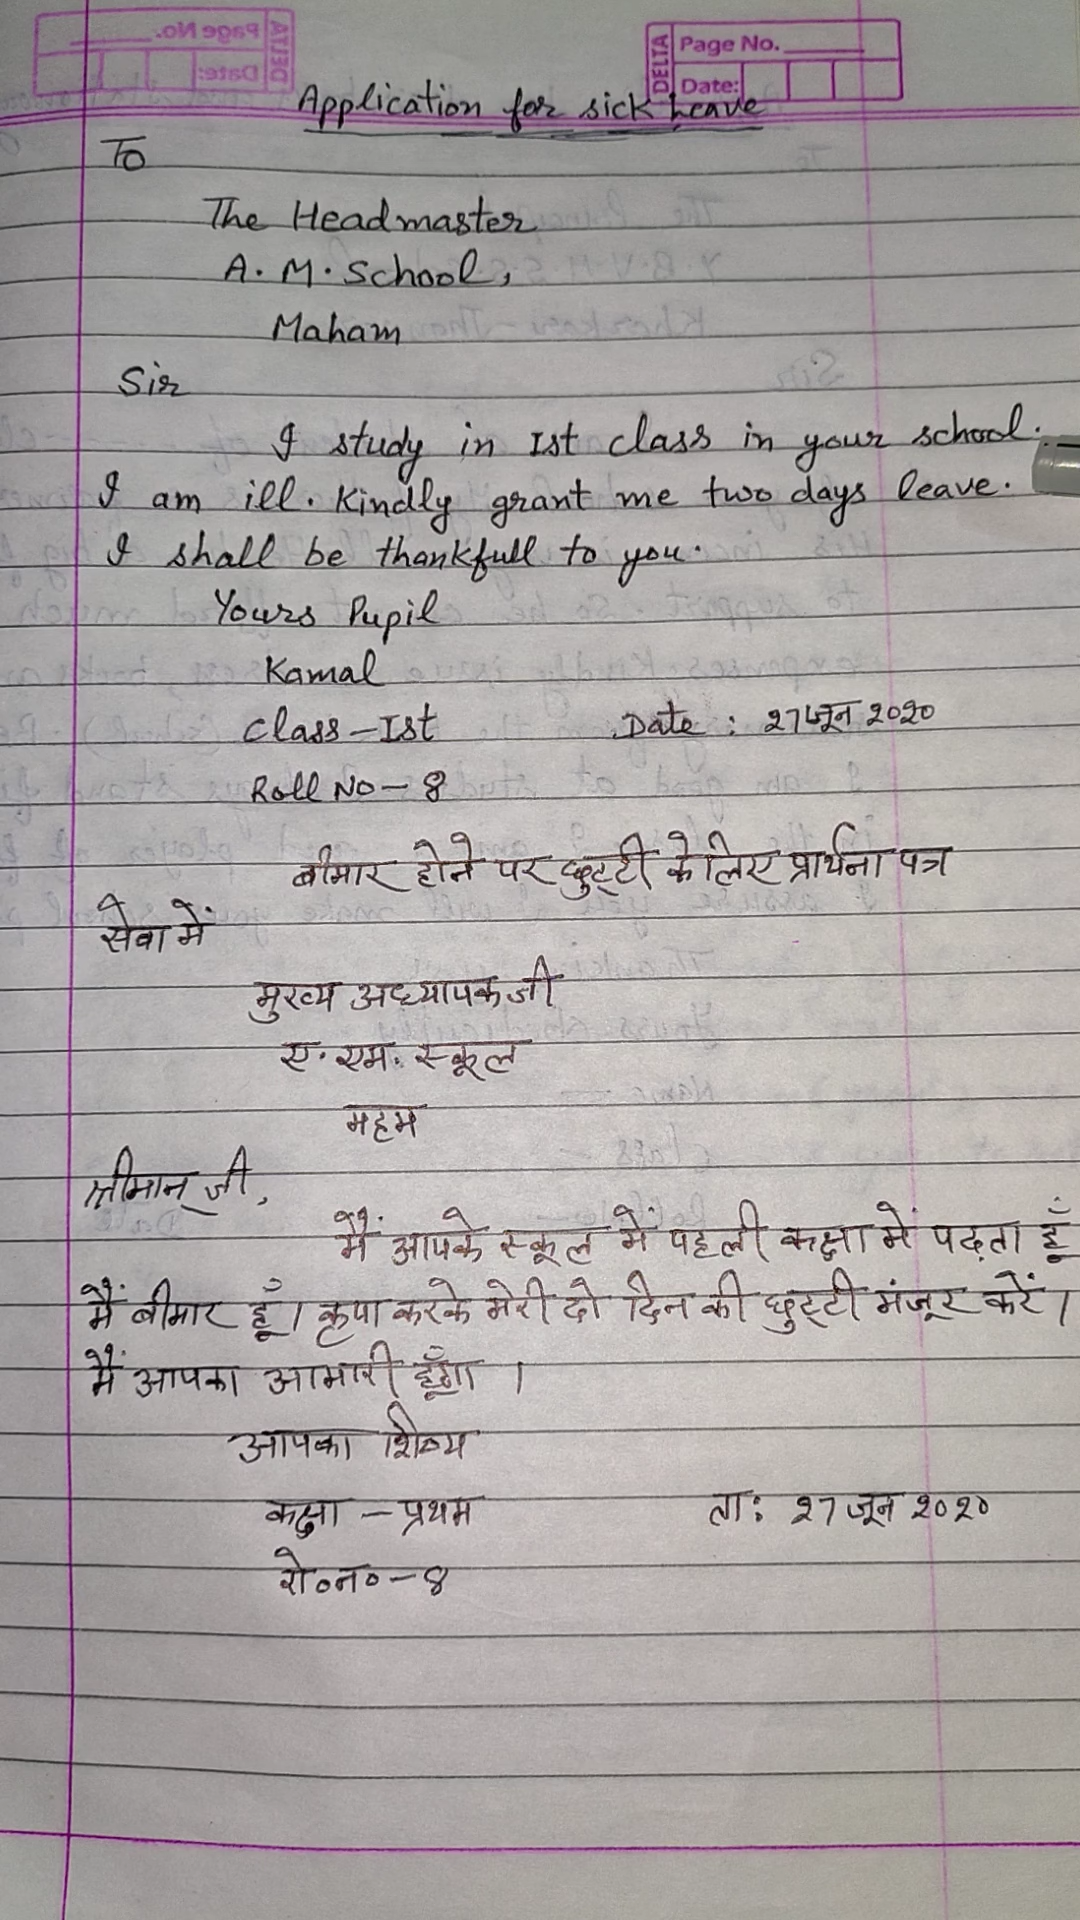 DELTA
Page No.
Date:
Application for sick Leave
To
The Headmaster
A. M. School,
Maham
Sir
I study in Ist class in your school.
I am ill. Kindly grant me two days leave.
I shall be thankfull to you.
Yours Pupil
Kamal
Class – Ist Date : 27 जून 2020
Roll No – 8
बीमार होने पर छुट्टी के लिए प्रार्थना पत्र
सेवा में
मुख्य अध्यापक जी
ए. एम. स्कूल
महम
श्रीमान् जी,
मैं आपके स्कूल में पहली कक्षा में पढ़ता हूँ
मैं बीमार हूँ। कृपा करके मेरी दो दिन की छुट्टी मंजूर करें।
मैं आपका आभारी हूँगा ।
आपका शिष्य
कक्षा – प्रथम ताः 27 जून 2020
रो०न० – 8